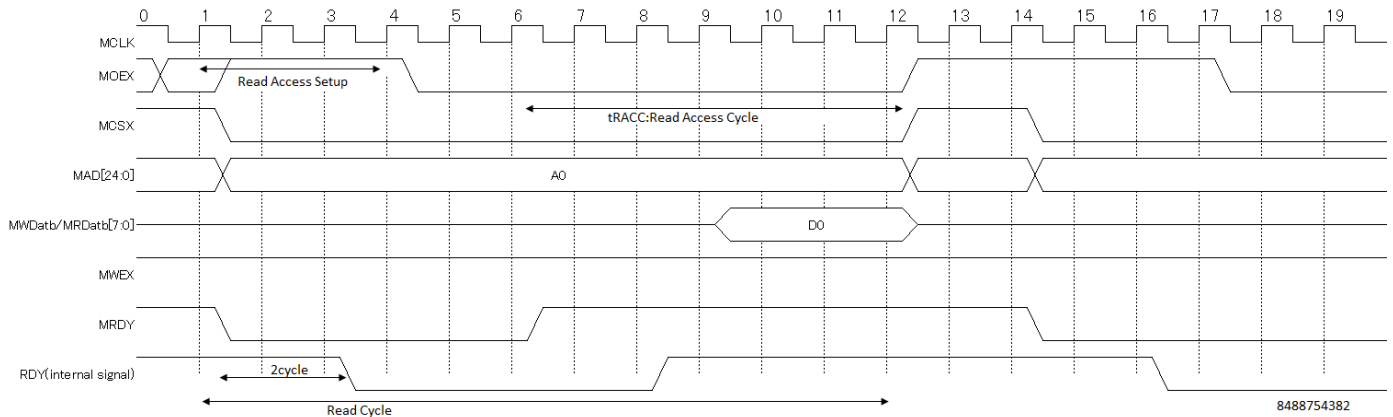 0 1 2 3 4 5 6 7 8 9 10 11 12 13 14 15 16 17 18 19
MCLK
MOEX
Read Access Setup
tRACC:Read Access Cycle
MCSX
MAD[24:0]
A0
MWDatb/MRDatb[7:0]
D0
MWEX
MRDY
RDY(internal signal)
2cycle
Read Cycle
8488754382